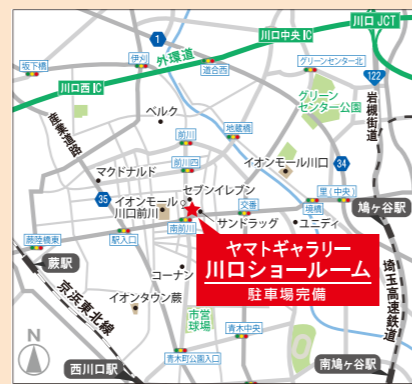 川口JCT
川口中央IC
1
外環道
坂下橋
伊刈
道合西
グリーンセンター北
川口西IC
122
グリーン
センター公園
岩槻街道
ベルク
産業道路
地蔵橋
前川
マクドナルド
前川四
イオンモール川口
34
35
セブンイレブン
里(中央)
鳩ヶ谷駅
イオンモール
川口前川
交番
境橋
サンドラッグ
ユニディ
南前川
駅入口
蕨陸橋東
ヤマトギャラリー
川口ショールーム
駐車場完備
蕨駅
コーナン
京浜東北線
イオンタウン蕨
市営
球場
埼玉高速鉄道
青木中央
N
青木町公園入口
西川口駅
南鳩ヶ谷駅